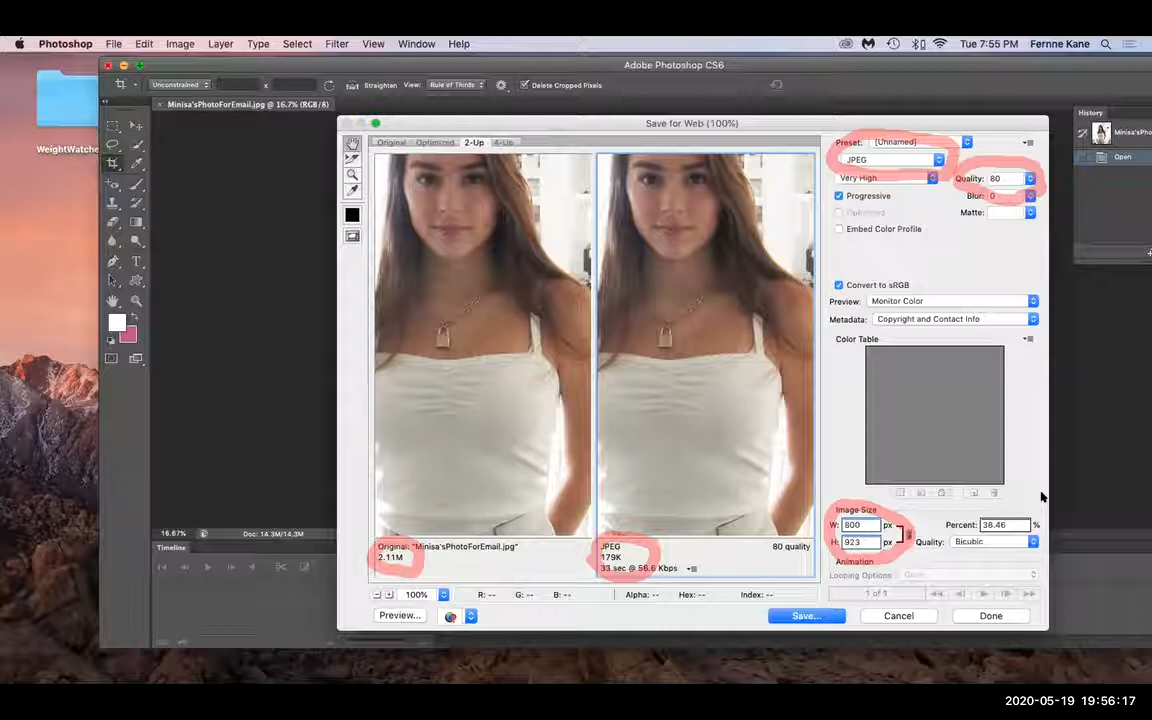 Photoshop File Edit Image Layer Type Select Filter View Window Help Tue 7:55 PM Fernne Kane
Adobe Photoshop CS6
Unconstrained x Straighten View: Rule of Thirds Delete Cropped Pixels
Minisa'sPhotoForEmail.jpg @ 16.7% (RGB/8)
WeightWatche
History
Minisa'sPho
Open
Save for Web (100%)
Original Optimized 2-Up 4-Up
Preset: [Unnamed]
JPEG
Very High Quality: 80
Progressive Blur: 0
Optimized Matte:
Embed Color Profile
Convert to sRGB
Preview: Monitor Color
Metadata: Copyright and Contact Info
Color Table
Image Size
W: 800 px Percent: 38.46 %
H: 923 px Quality: Bicubic
Animation
Looping Options:
1 of 1
Original: "Minisa'sPhotoForEmail.jpg"
2.11M
JPEG 80 quality
179K
33 sec @ 56.6 Kbps
100% R: -- G: -- B: -- Alpha: -- Hex: -- Index: --
Preview... Save... Cancel Done
16.67% Doc: 14.3M/14.3M
Timeline
2020-05-19 19:56:17